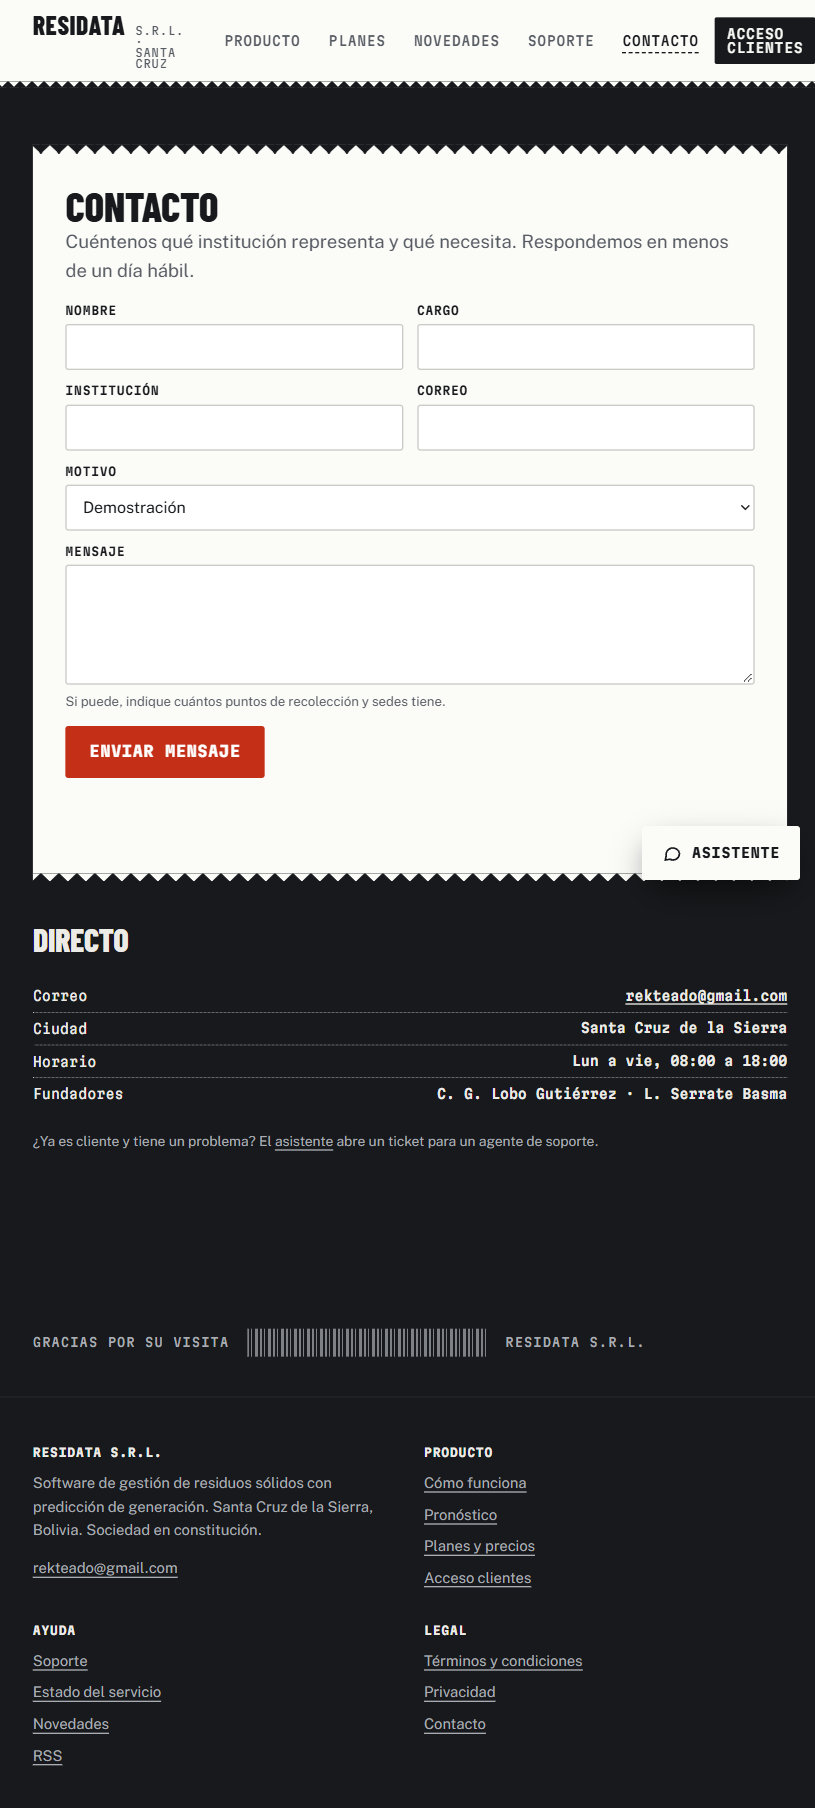 RESIDATA
S.R.L.
·
SANTA
CRUZ
PRODUCTO
PLANES
NOVEDADES
SOPORTE
CONTACTO
ACCESO
CLIENTES
CONTACTO
Cuéntenos qué institución representa y qué necesita. Respondemos en menos
de un día hábil.
NOMBRE
CARGO
INSTITUCIÓN
CORREO
MOTIVO
Demostración
MENSAJE
Si puede, indique cuántos puntos de recolección y sedes tiene.
ENVIAR MENSAJE
ASISTENTE
DIRECTO
Correo rekteado@gmail.com
Ciudad Santa Cruz de la Sierra
Horario Lun a vie, 08:00 a 18:00
Fundadores C. G. Lobo Gutiérrez · L. Serrate Basma
¿Ya es cliente y tiene un problema? El asistente abre un ticket para un agente de soporte.
GRACIAS POR SU VISITA
RESIDATA S.R.L.
RESIDATA S.R.L.
Software de gestión de residuos sólidos con
predicción de generación. Santa Cruz de la Sierra,
Bolivia. Sociedad en constitución.
rekteado@gmail.com
PRODUCTO
Cómo funciona
Pronóstico
Planes y precios
Acceso clientes
AYUDA
Soporte
Estado del servicio
Novedades
RSS
LEGAL
Términos y condiciones
Privacidad
Contacto